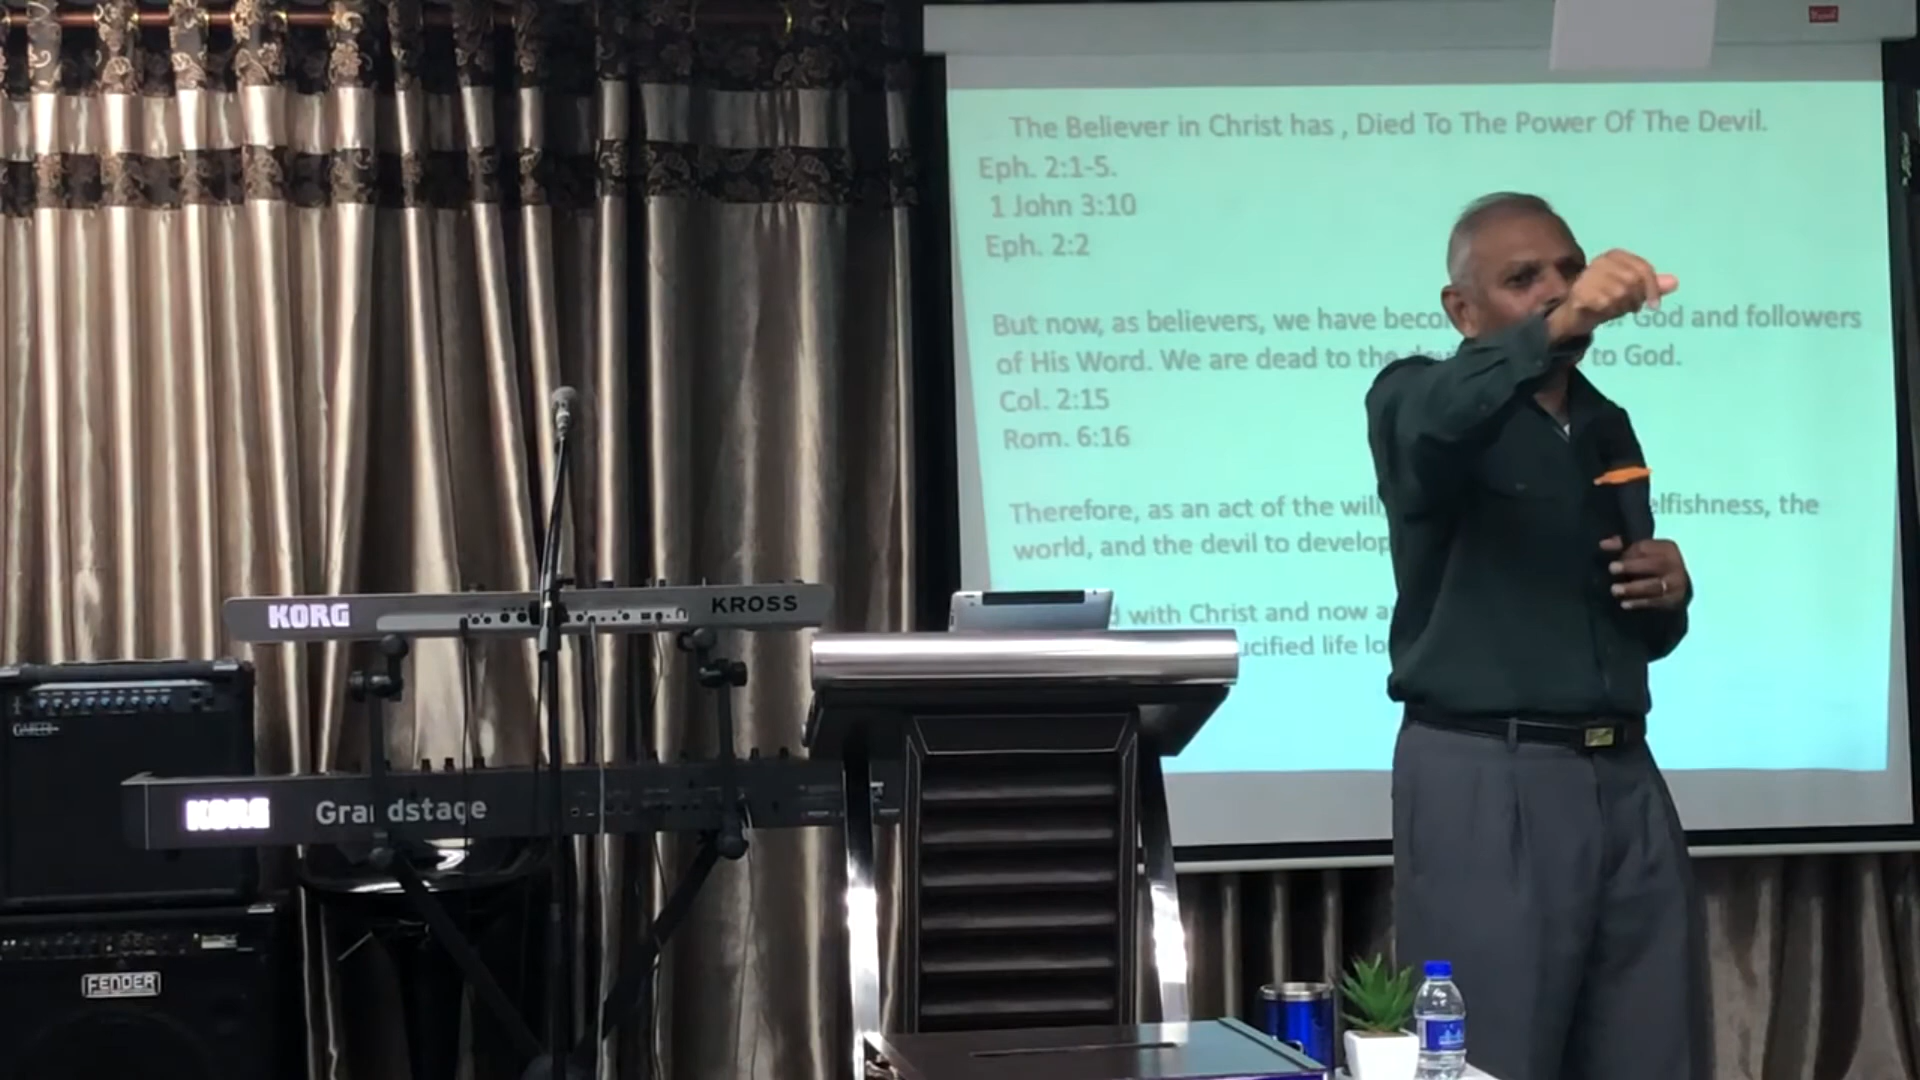 The Believer in Christ has , Died To The Power Of The Devil.
Eph. 2:1-5.
1 John 3:10
Eph. 2:2
But now, as believers, we have God and followers
of His Word. We are dead to the to God.
Col. 2:15
Rom. 6:16
Therefore, as an act of the will elfishness, the
world, and the devil to develop
with Christ and now
ucified life
KORG KROSS
KORG Grandstage
FENDER